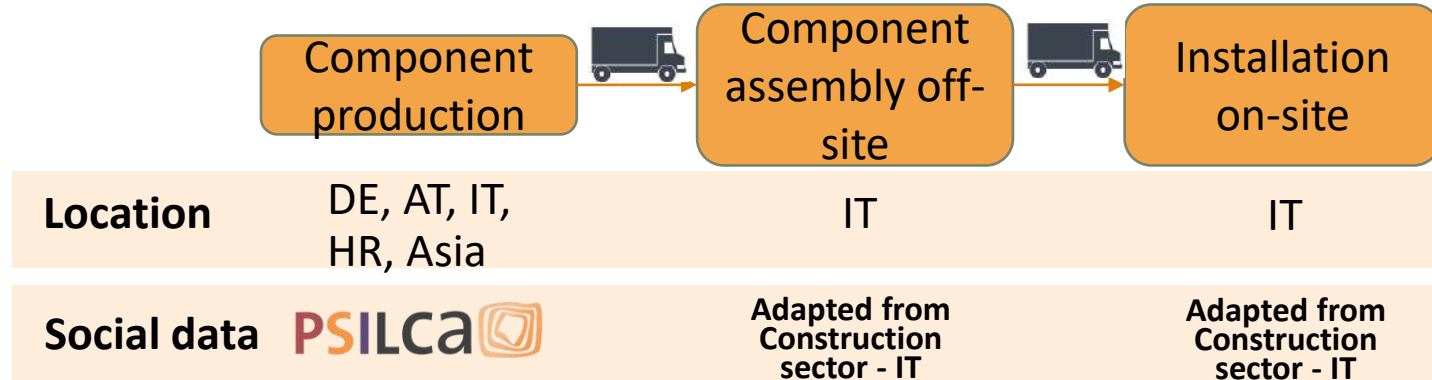 Component
production
Component
assembly off-
site
Installation
on-site
Location
DE, AT, IT,
HR, Asia
IT
IT
Social data
PSILCa
Adapted from
Construction
sector - IT
Adapted from
Construction
sector - IT